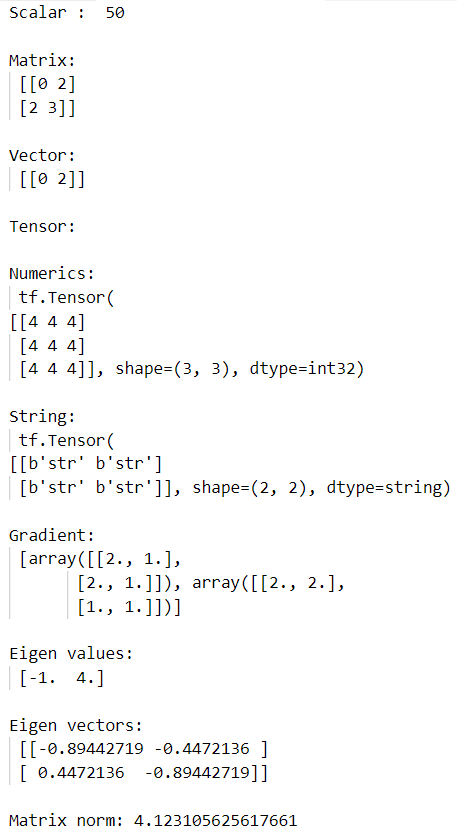 Scalar :  50
Matrix:
[[0 2]
[2 3]]
Vector:
[[0 2]]
Tensor:
Numerics:
tf.Tensor(
[[4 4 4]
[4 4 4]
[4 4 4]], shape=(3, 3), dtype=int32)
String:
tf.Tensor(
[[b'str' b'str']
[b'str' b'str']], shape=(2, 2), dtype=string)
Gradient:
[array([[2., 1.],
[2., 1.]]), array([[2., 2.],
[1., 1.]])]
Eigen values:
[-1.  4.]
Eigen vectors:
[[-0.89442719 -0.4472136 ]
[ 0.4472136  -0.89442719]]
Matrix norm: 4.123105625617661